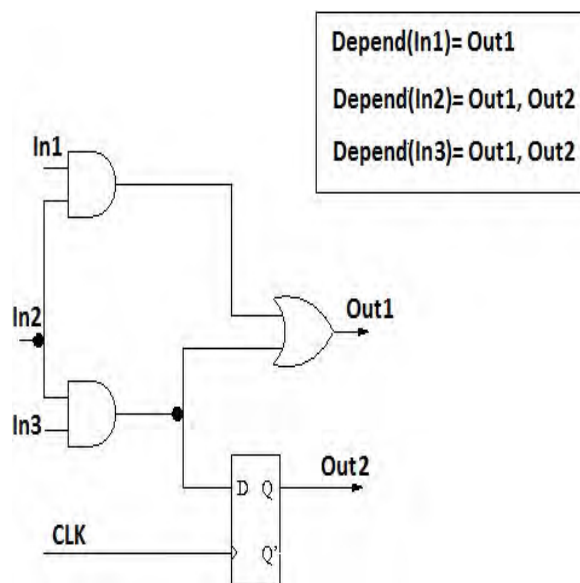 Depend(In1)= Out1
Depend(In2)= Out1, Out2
Depend(In3)= Out1, Out2
In1
In2
Out1
In3
Out2
D Q
CLK
Q'